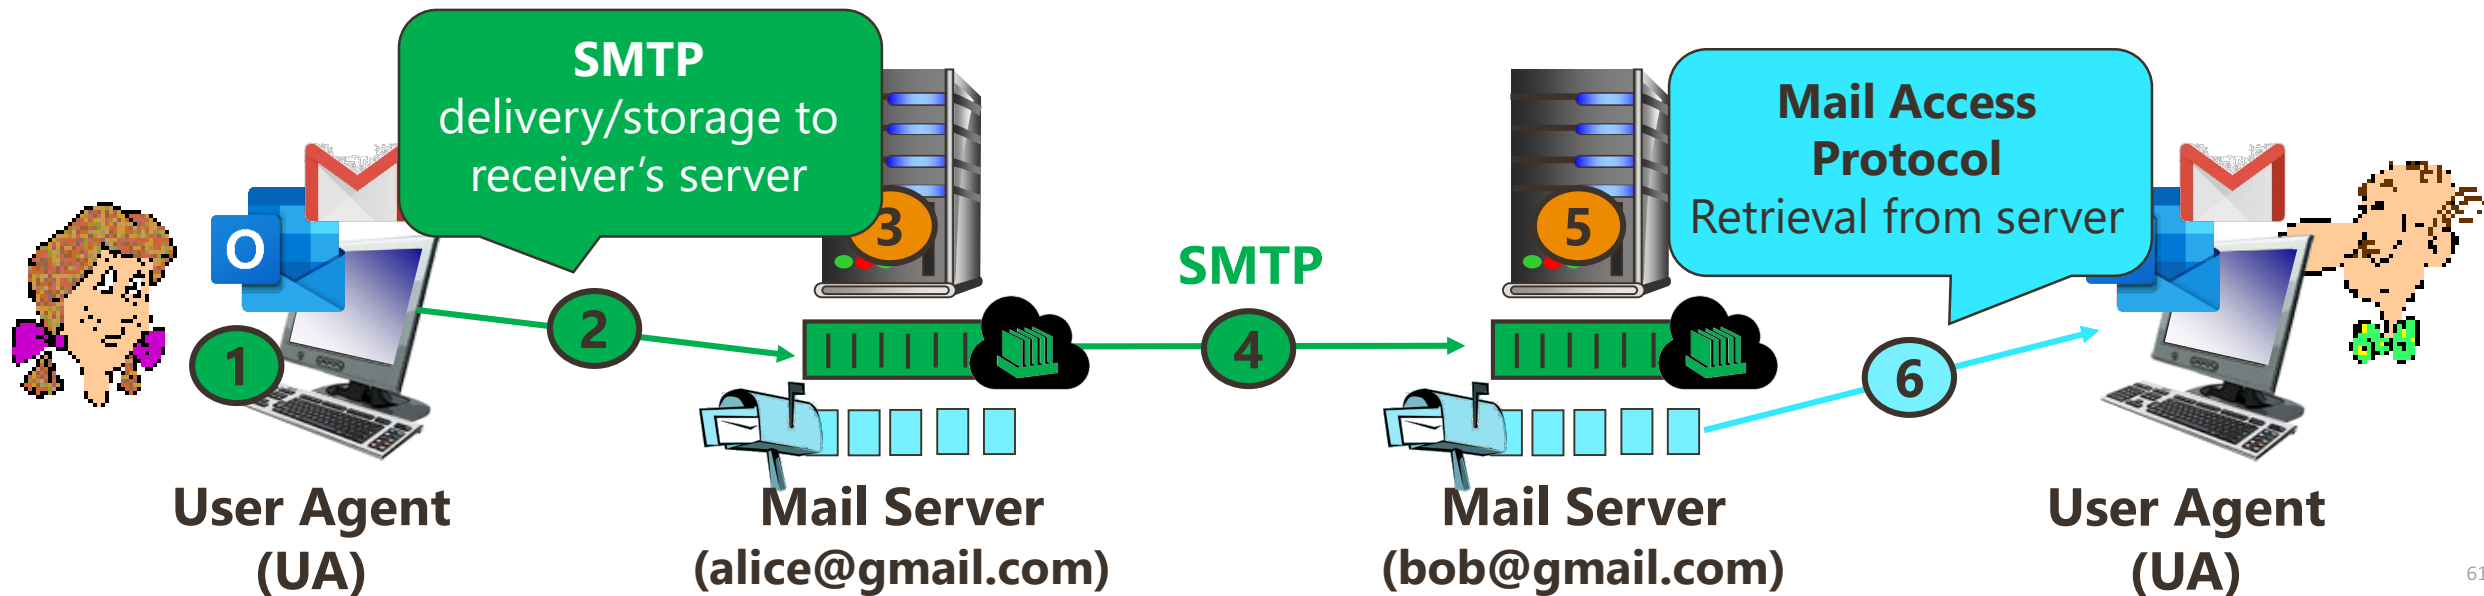 SMTP
delivery/storage to
receiver’s server
Mail Access
Protocol
Retrieval from server
O
1
2
3
SMTP
4
5
6
User Agent
(UA)
Mail Server
(alice@gmail.com)
Mail Server
(bob@gmail.com)
User Agent
(UA)
61